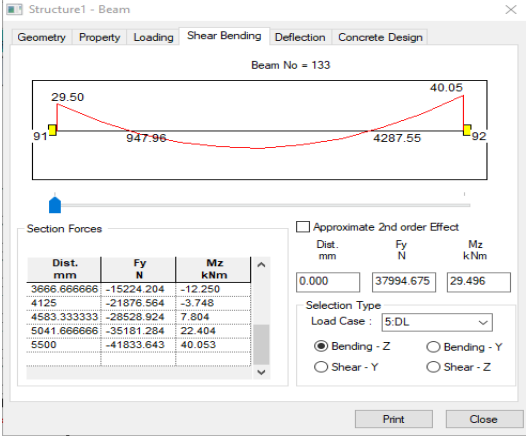 Structure1 - Beam
Geometry Property Loading Shear Bending Deflection Concrete Design
Beam No = 133
29.50
40.05
91
947.96
4287.55
92
Section Forces
Dist. Fy Mz
mm N kNm
3666.666666 -15224.204 -12.250
4125 -21876.564 -3.748
4583.333333 -28528.924 7.804
5041.666666 -35181.284 22.404
5500 -41833.643 40.053
Approximate 2nd order Effect
Dist. Fy Mz
mm N kNm
0.000 37994.675 29.496
Selection Type
Load Case : 5:DL
Bending - Z Bending - Y
Shear - Y Shear - Z
Print Close